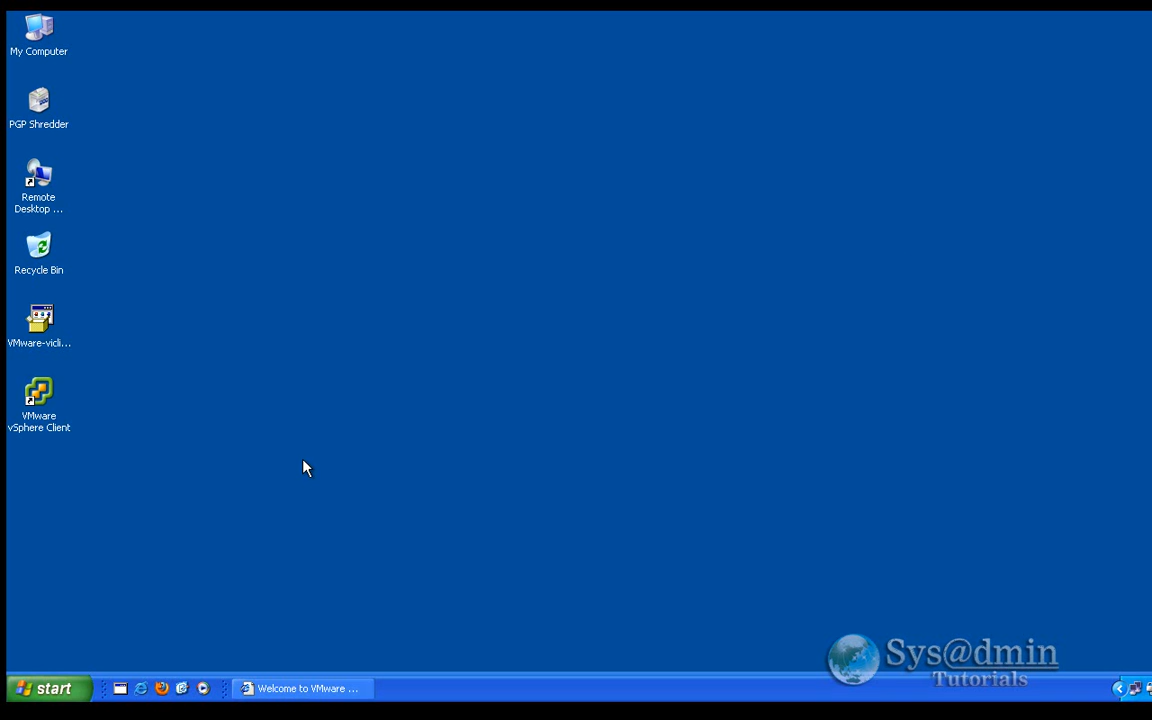 My Computer
PGP Shredder
Remote
Desktop ...
Recycle Bin
VMware-vicli...
VMware
vSphere Client
start
Welcome to VMware ...
Sys@dmin
Tutorials